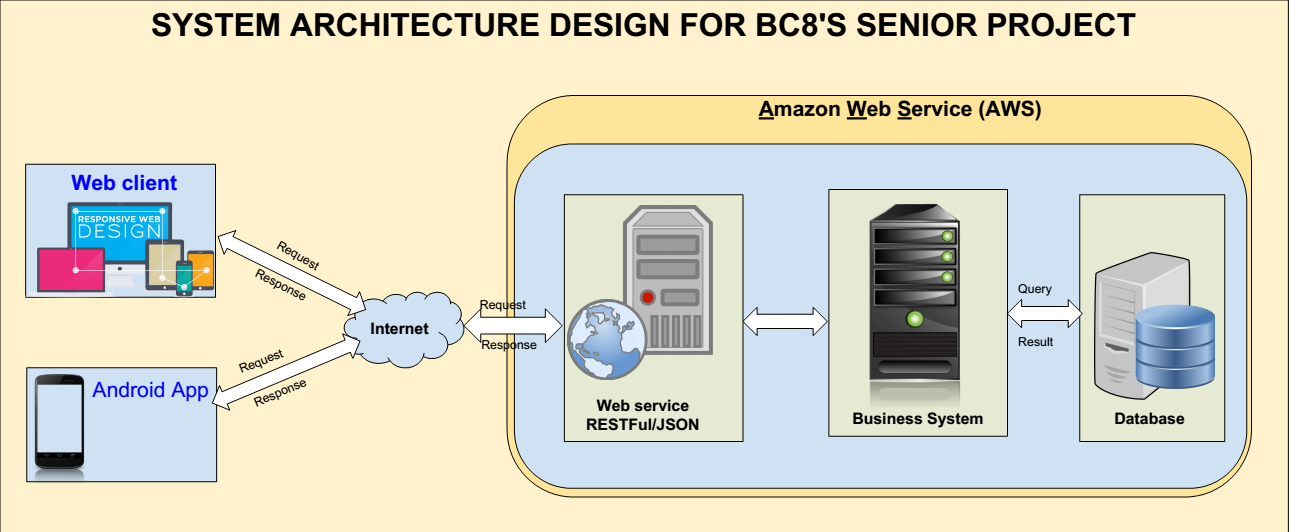 SYSTEM ARCHITECTURE DESIGN FOR BC8'S SENIOR PROJECT
Amazon Web Service (AWS)
Web client
RESPONSIVE WEB
DESIGN
Request
Response
Android App
Request
Response
Internet
Request
Response
Web service
RESTFul/JSON
Business System
Query
Result
Database